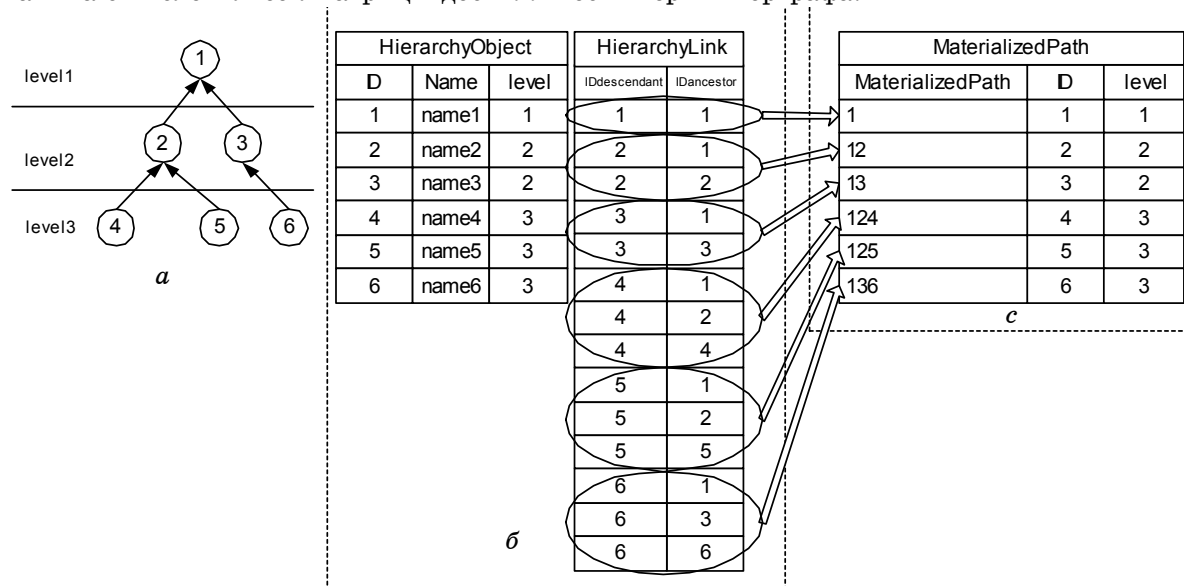 level1
1
level2
2
3
level3
4
5
6
а
HierarchyObject
ID Name level
1 name1 1
2 name2 2
3 name3 2
4 name4 3
5 name5 3
6 name6 3
HierarchyLink
IDdescendant IDancestor
1 1
2 1
2 2
3 1
3 3
4 1
4 2
4 4
5 1
5 2
5 5
6 1
6 3
6 6
б
MaterializedPath
MaterializedPath ID level
1 1 1
12 2 2
13 3 2
124 4 3
125 5 3
136 6 3
с